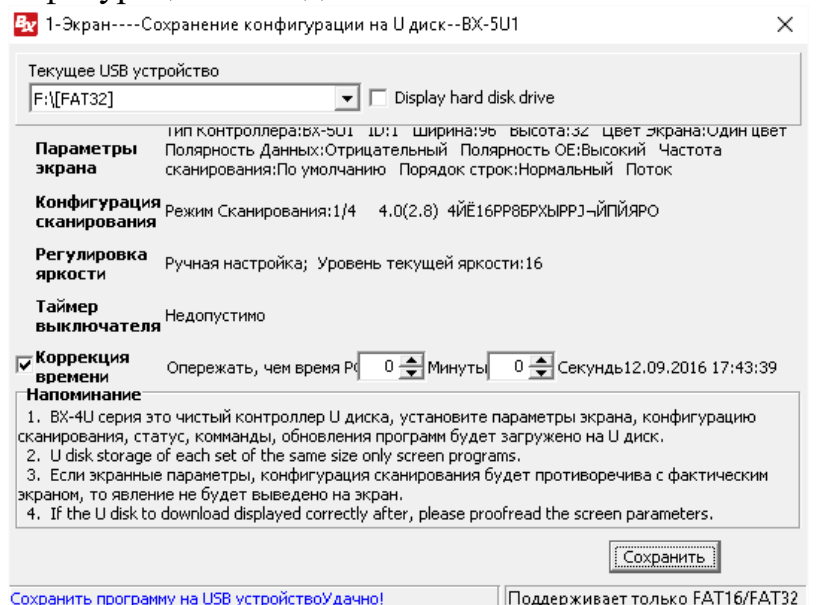 1-Экран----Сохранение конфигурации на U диск--BX-5U1
Текущее USB устройство
F:\[FAT32]
Display hard disk drive
Параметры экрана
Тип Контроллера:BX-5U1 ID:1 Ширина:96 Высота:32 Цвет Экрана:Один цвет
Полярность Данных:Отрицательный Полярность OE:Высокий Частота
сканирования:По умолчанию Порядок строк:Нормальный Поток
Конфигурация сканирования
Режим Сканирования:1/4 4.0(2.8) 4ЙЁ16РР8БРХЫРРЈ¬ЙПЙЯРО
Регулировка яркости
Ручная настройка; Уровень текущей яркости:16
Таймер выключателя
Недопустимо
Коррекция времени
Опережать, чем время 0 Минуты 0 Секундь 12.09.2016 17:43:39
Напоминание
1. BX-4U серия это чистый контроллер U диска, установите параметры экрана, конфигурацию
сканирования, статус, комманды, обновления программ будет загружено на U диск.
2. U disk storage of each set of the same size only screen programs.
3. Если экранные параметры, конфигурация сканирования будет противоречива с фактическим
экраном, то явление не будет выведено на экран.
4. If the U disk to download displayed correctly after, please proofread the screen parameters.
Сохранить
Сохранить программу на USB устройствоУдачно!
Поддерживает только FAT16/FAT32